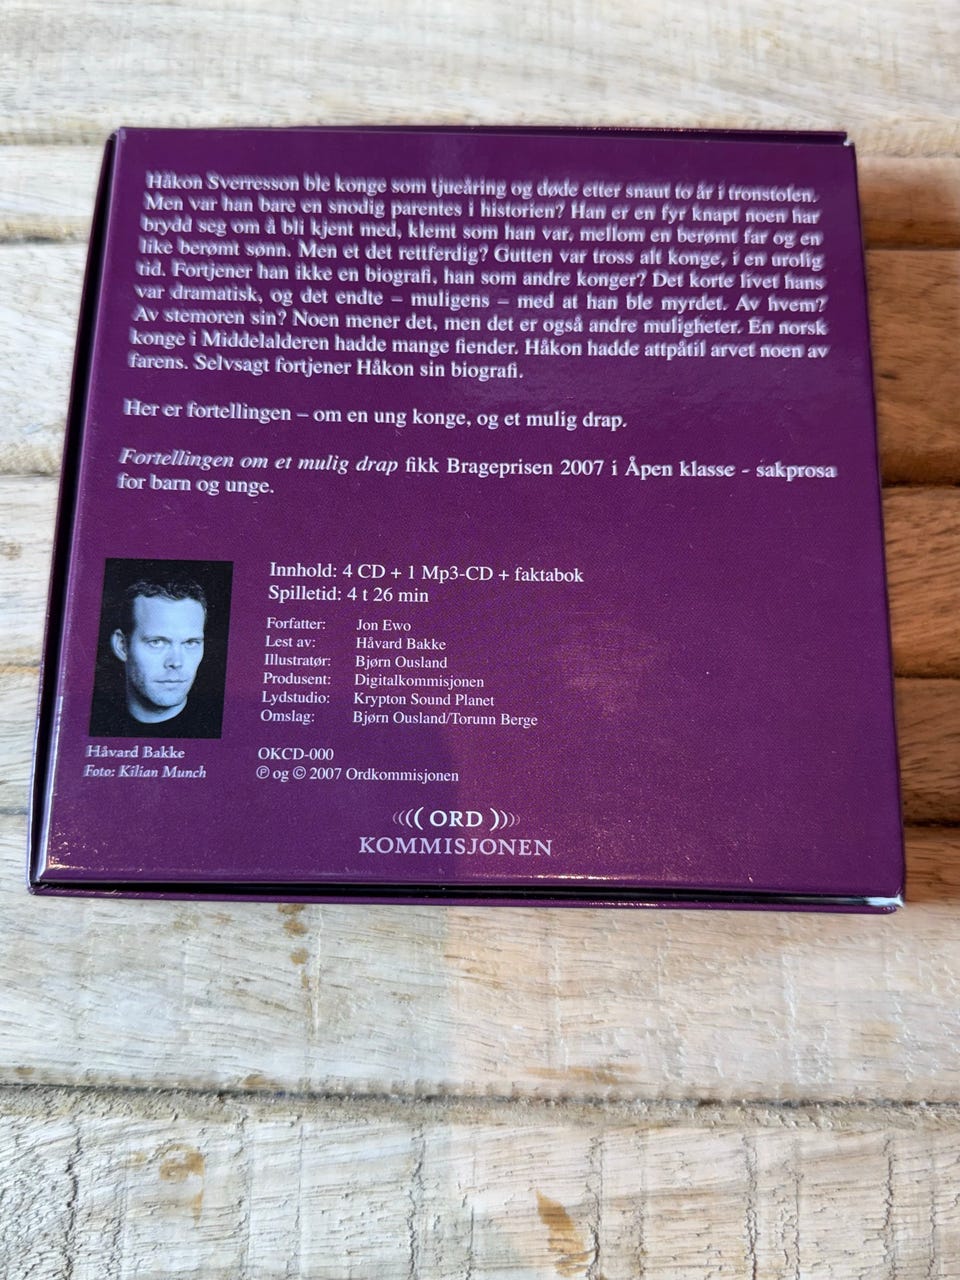 Håkon Sverresson ble konge som tjueåring og døde etter snaut to år i tronstolen.
Men var han bare en snodig parentes i historien? Han er en fyr knapt noen har
brydd seg om å bli kjent med, klemt som han var, mellom en berømt far og en
like berømt sønn. Men et det rettferdig? Gutten var tross alt konge, i en urolig
tid. Fortjener han ikke en biografi, han som andre konger? Det korte livet hans
var dramatisk, og det endte – muligens – med at han ble myrdet. Av hvem?
Av stemoren sin? Noen mener det, men det er også andre muligheter. En norsk
konge i Middelalderen hadde mange fiender. Håkon hadde attpåtil arvet noen av
farens. Selvsagt fortjener Håkon sin biografi.
Her er fortellingen – om en ung konge, og et mulig drap.
Fortellingen om et mulig drap fikk Brageprisen 2007 i Åpen klasse - sakprosa
for barn og unge.
Innhold: 4 CD + 1 Mp3-CD + faktabok
Spilletid: 4 t 26 min
Forfatter: Jon Ewo
Lest av: Håvard Bakke
Illustratør: Bjørn Ousland
Produsent: Digitalkommisjonen
Lydstudio: Krypton Sound Planet
Omslag: Bjørn Ousland/Torunn Berge
Håvard Bakke
Foto: Kilian Munch
OKCD-000
℗ og © 2007 Ordkommisjonen
((((ORD))))
KOMMISJONEN